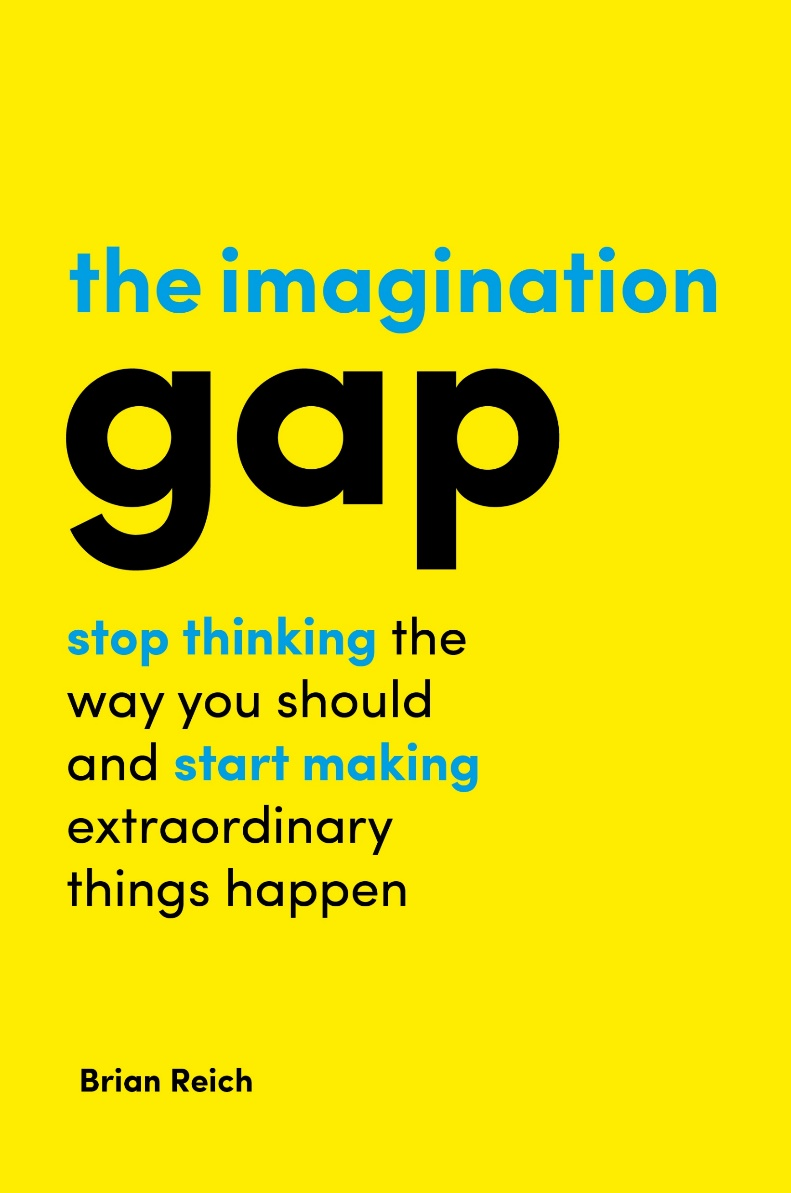 the imagination
gap
stop thinking the
way you should
and start making
extraordinary
things happen
Brian Reich